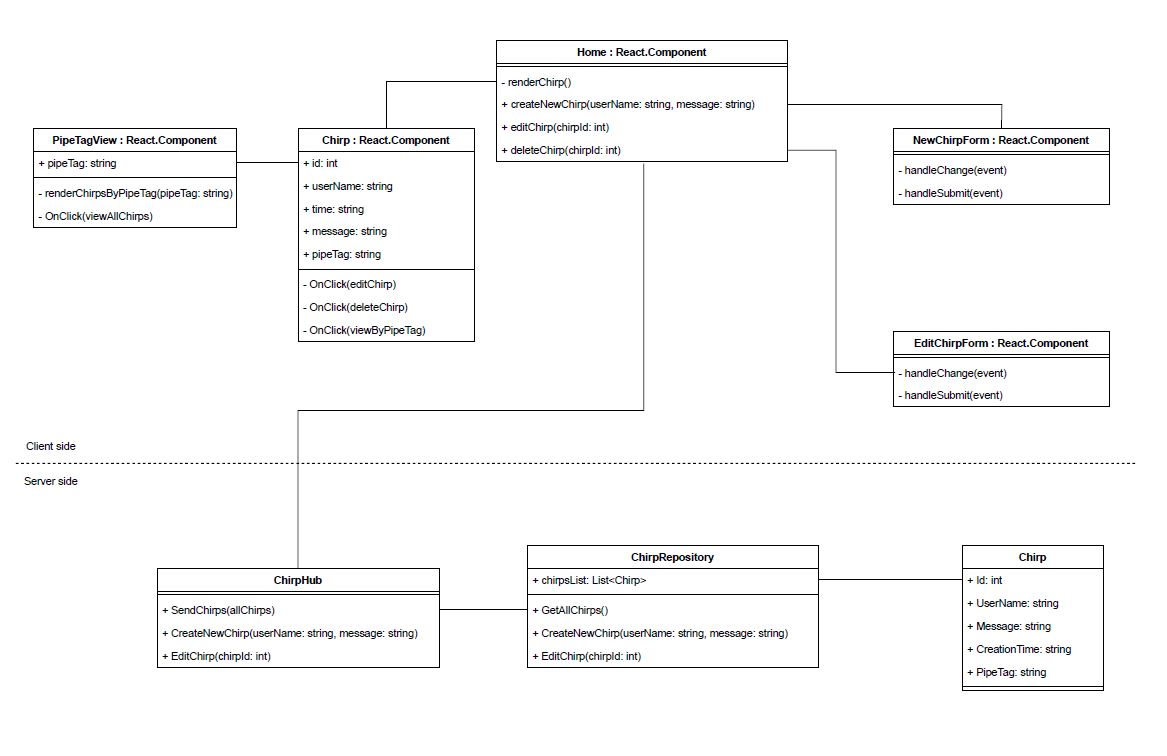 Home : React.Component
- renderChirp()
+ createNewChirp(userName: string, message: string)
+ editChirp(chirpId: int)
+ deleteChirp(chirpId: int)
PipeTagView : React.Component
+ pipeTag: string
- renderChirpsByPipeTag(pipeTag: string)
- OnClick(viewAllChirps)
Chirp : React.Component
+ id: int
+ userName: string
+ time: string
+ message: string
+ pipeTag: string
- OnClick(editChirp)
- OnClick(deleteChirp)
- OnClick(viewByPipeTag)
NewChirpForm : React.Component
- handleChange(event)
- handleSubmit(event)
EditChirpForm : React.Component
- handleChange(event)
- handleSubmit(event)
Client side
Server side
ChirpHub
+ SendChirps(allChirps)
+ CreateNewChirp(userName: string, message: string)
+ EditChirp(chirpId: int)
ChirpRepository
+ chirpsList: List<Chirp>
+ GetAllChirps()
+ CreateNewChirp(userName: string, message: string)
+ EditChirp(chirpId: int)
Chirp
+ Id: int
+ UserName: string
+ Message: string
+ CreationTime: string
+ PipeTag: string